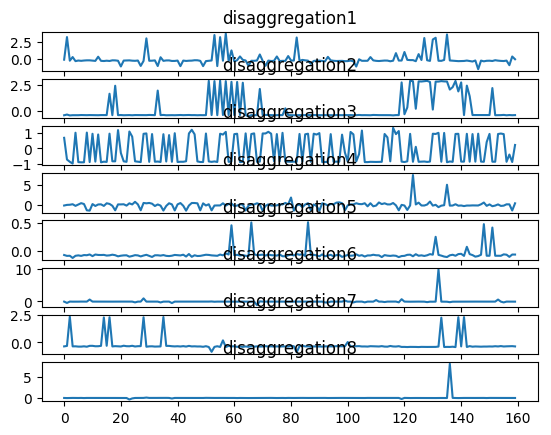 disaggregation1
2.5
0.0
disaggregation2
2.5
0.0
disaggregation3
1
0
−1
disaggregation4
5
0
disaggregation5
0.5
0.0
disaggregation6
10
0
disaggregation7
2.5
0.0
disaggregation8
5
0
0 20 40 60 80 100 120 140 160